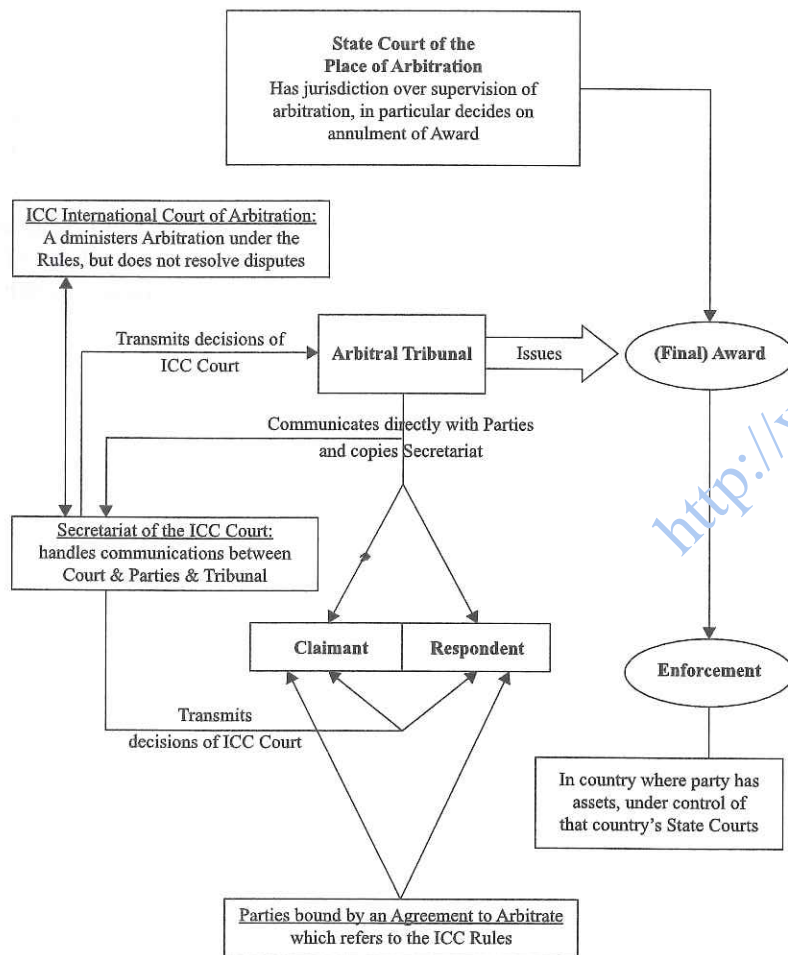 State Court of the
Place of Arbitration
Has jurisdiction over supervision of
arbitration, in particular decides on
annulment of Award
ICC International Court of Arbitration:
A dministers Arbitration under the
Rules, but does not resolve disputes
Transmits decisions of
ICC Court
Arbitral Tribunal
Issues
(Final) Award
Communicates directly with Parties
and copies Secretariat
http://
Secretariat of the ICC Court:
handles communications between
Court & Parties & Tribunal
Claimant
Respondent
Enforcement
Transmits
decisions of ICC Court
In country where party has
assets, under control of
that country's State Courts
Parties bound by an Agreement to Arbitrate
which refers to the ICC Rules